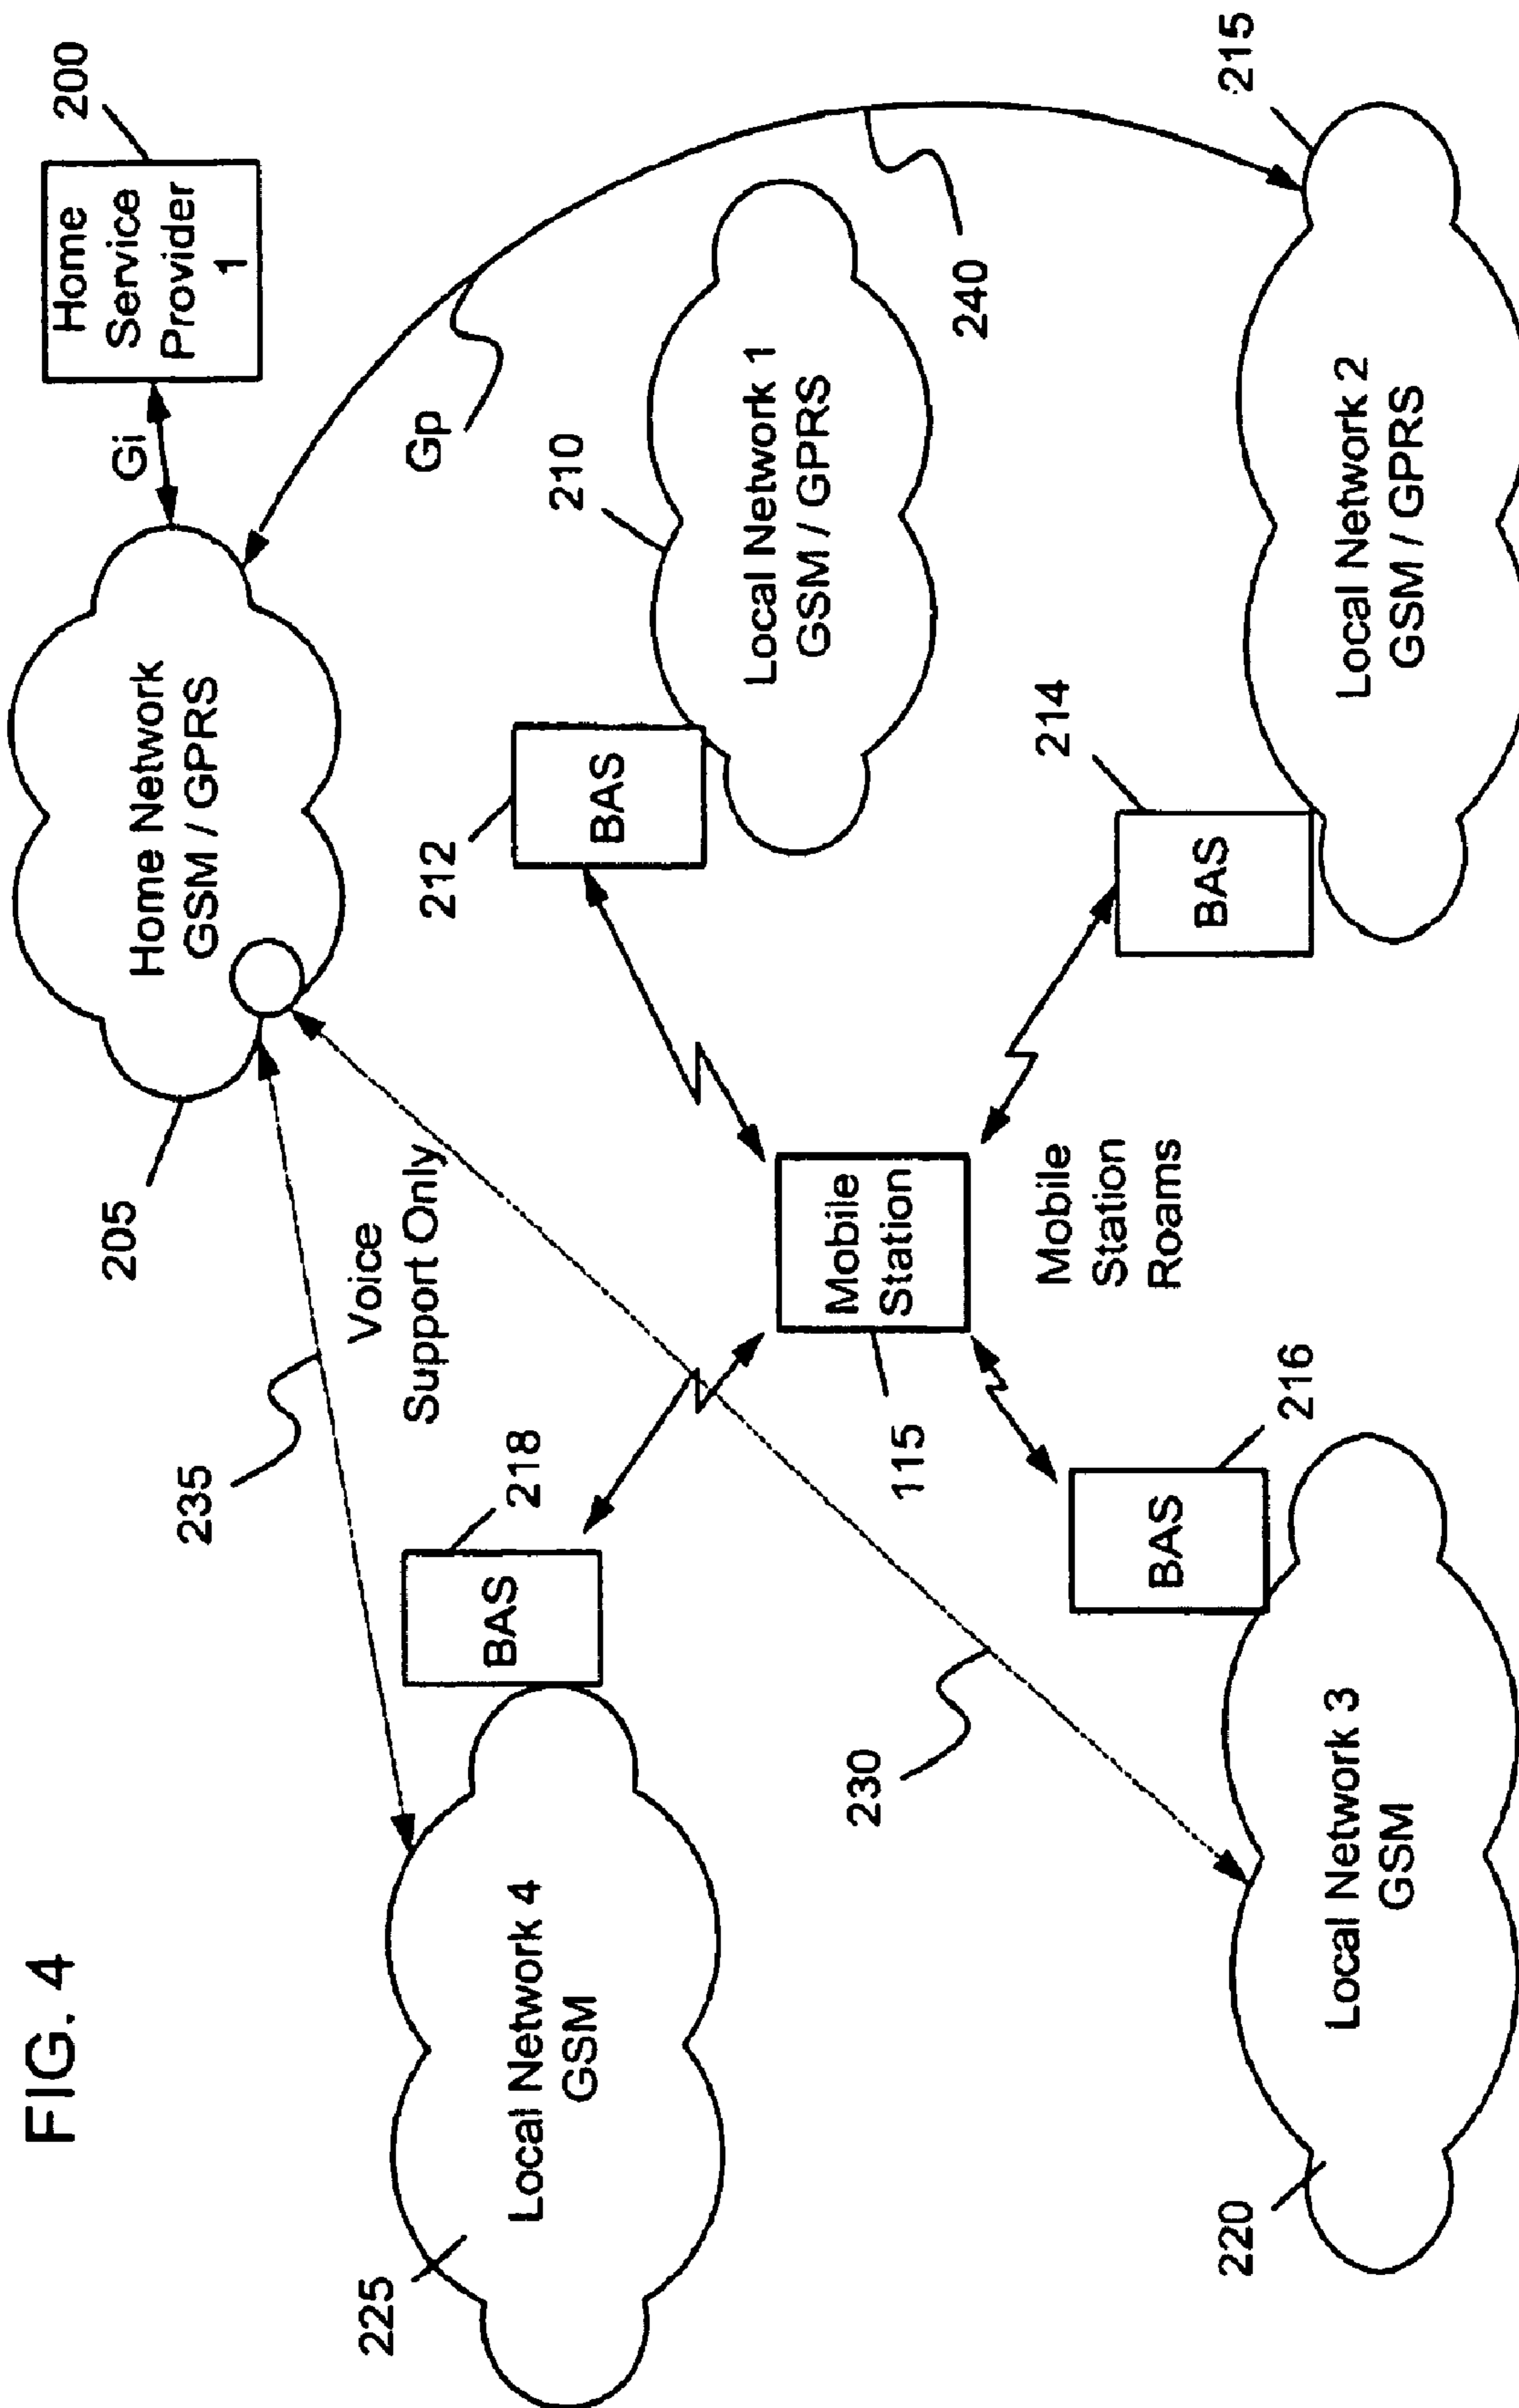 FIG. 4
Home
Service
Provider
1
200
Gi
Home Network
GSM / GPRS
205
Gp
240
235
Voice
Support Only
Local Network 4
GSM
225
BAS
218
212
BAS
210
Local Network 1
GSM / GPRS
Mobile
Station
115
Mobile
Station
Roams
230
Local Network 3
GSM
220
BAS
216
214
BAS
Local Network 2
GSM / GPRS
215